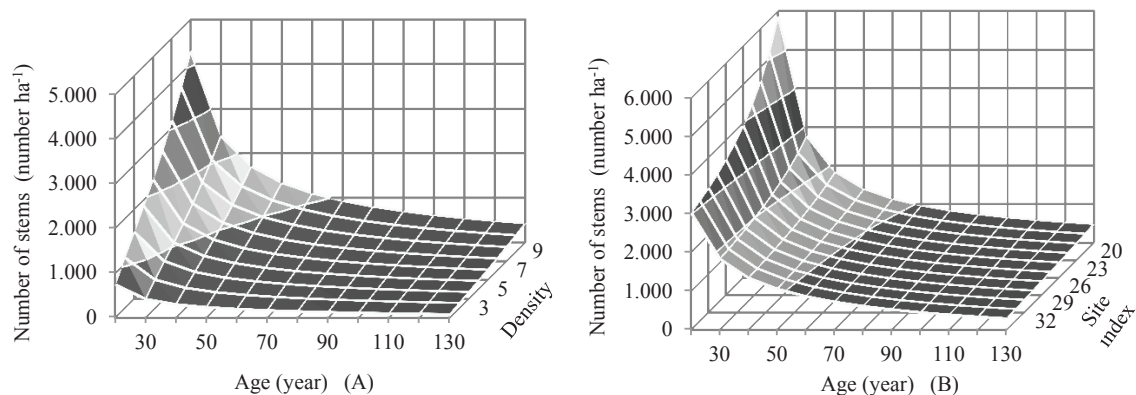 Number of stems (number ha⁻¹)
5.000
4.000
3.000
2.000
1.000
0
30 50 70 90 110 130
Age (year) (A)
3
5
7
9
Density
Number of stems (number ha⁻¹)
6.000
5.000
4.000
3.000
2.000
1.000
0
30 50 70 90 110 130
Age (year) (B)
32
29
26
23
20
Site
index